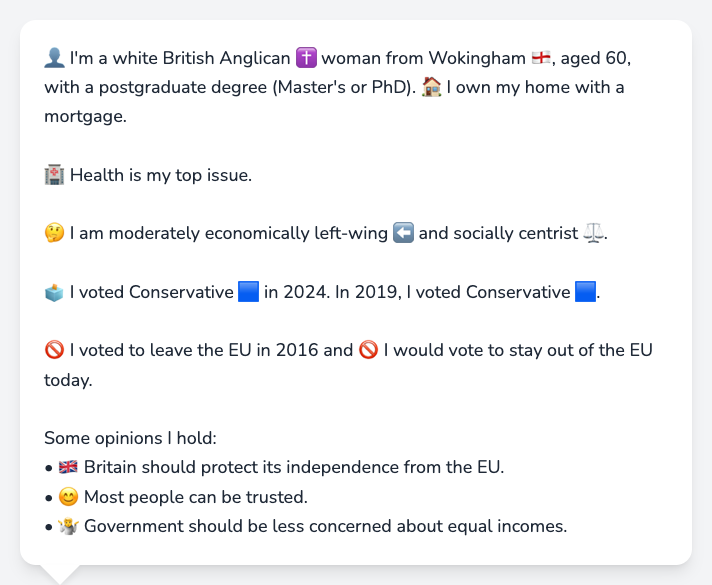 👤 I'm a white British Anglican ✝️ woman from Wokingham 🏴󠁧󠁢󠁥󠁮󠁧󠁿, aged 60,
with a postgraduate degree (Master's or PhD). 🏠 I own my home with a
mortgage.
🏥 Health is my top issue.
🤔 I am moderately economically left-wing ⬅️ and socially centrist ⚖️.
🗳️ I voted Conservative 🟦 in 2024. In 2019, I voted Conservative 🟦.
🚫 I voted to leave the EU in 2016 and 🚫 I would vote to stay out of the EU
today.
Some opinions I hold:
• 🇬🇧 Britain should protect its independence from the EU.
• 😊 Most people can be trusted.
• 🤷 Government should be less concerned about equal incomes.